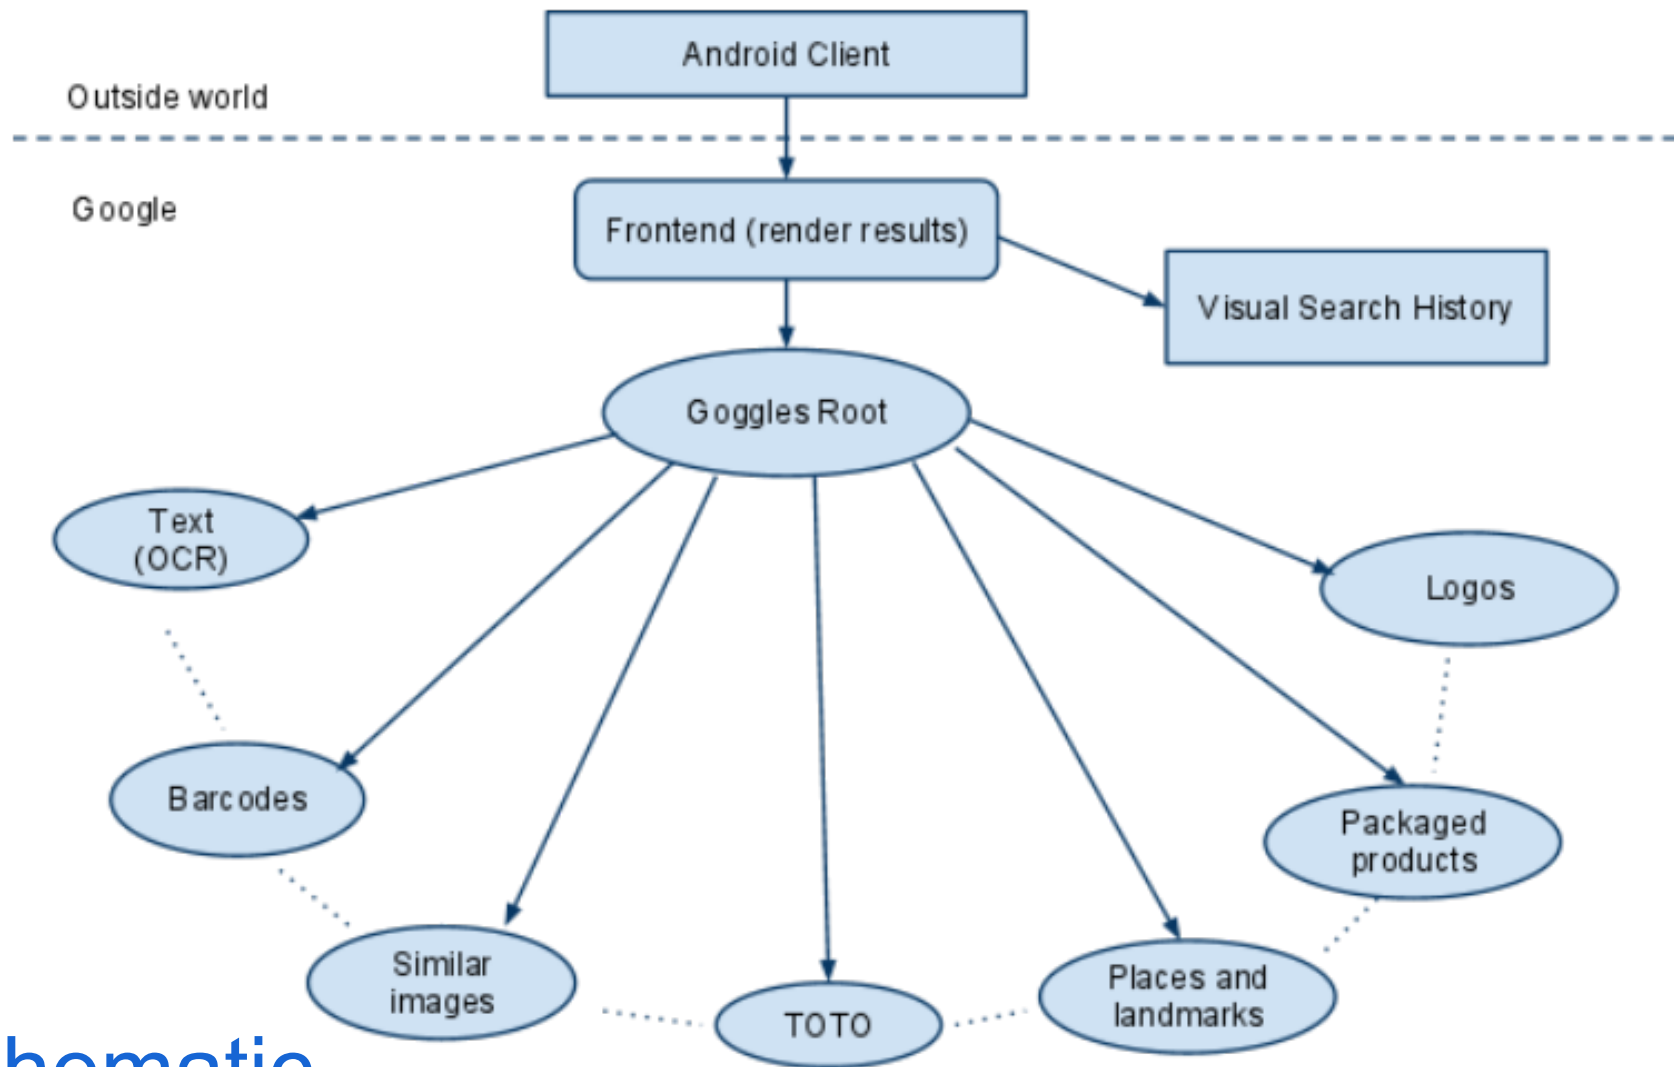 Android Client
Outside world
Google
Frontend (render results)
Visual Search History
Goggles Root
Text
(OCR)
Logos
Barcodes
Packaged
products
Similar
images
TOTO
Places and
landmarks